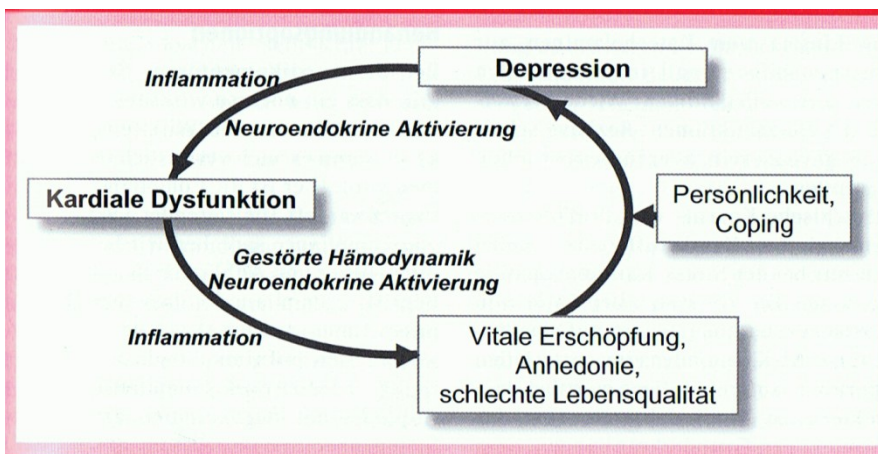 Depression
Inflammation
Neuroendokrine Aktivierung
Kardiale Dysfunktion
Persönlichkeit,
Coping
Gestörte Hämodynamik
Neuroendokrine Aktivierung
Inflammation
Vitale Erschöpfung,
Anhedonie,
schlechte Lebensqualität